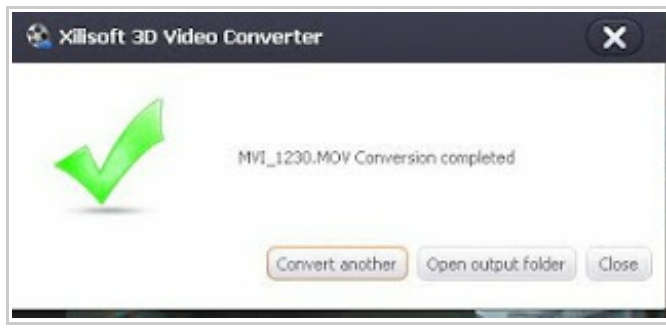 Xilisoft 3D Video Converter
MVI_1230.MOV Conversion completed
Convert another Open output folder Close